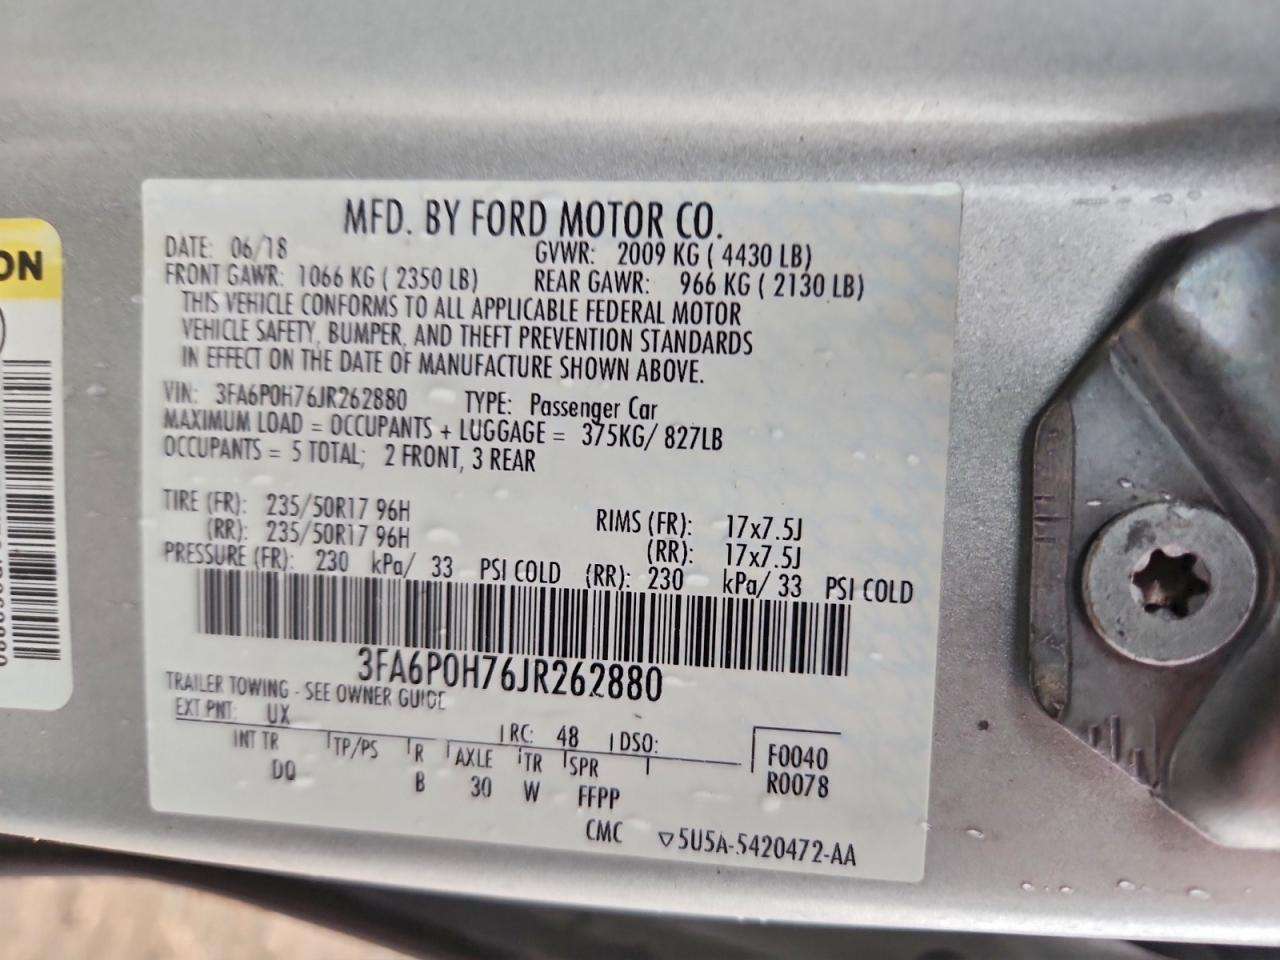 MFD. BY FORD MOTOR CO.
DATE: 06/18 GVWR: 2009 KG ( 4430 LB)
FRONT GAWR: 1066 KG ( 2350 LB) REAR GAWR: 966 KG ( 2130 LB)
THIS VEHICLE CONFORMS TO ALL APPLICABLE FEDERAL MOTOR
VEHICLE SAFETY, BUMPER, AND THEFT PREVENTION STANDARDS
IN EFFECT ON THE DATE OF MANUFACTURE SHOWN ABOVE.
VIN: 3FA6P0H76JR262880 TYPE: Passenger Car
MAXIMUM LOAD = OCCUPANTS + LUGGAGE = 375KG/ 827LB
OCCUPANTS = 5 TOTAL; 2 FRONT, 3 REAR
TIRE (FR): 235/50R17 96H RIMS (FR): 17x7.5J
(RR): 235/50R17 96H (RR): 17x7.5J
PRESSURE (FR): 230 kPa/ 33 PSI COLD (RR): 230 kPa/ 33 PSI COLD
3FA6P0H76JR262880
TRAILER TOWING - SEE OWNER GUIDE
EXT PNT: UX RC: 48 DSO: F0040
INT TR TP/PS R AXLE TR SPR R0078
DQ B 30 W FFPP
CMC 5U5A-5420472-AA
ON